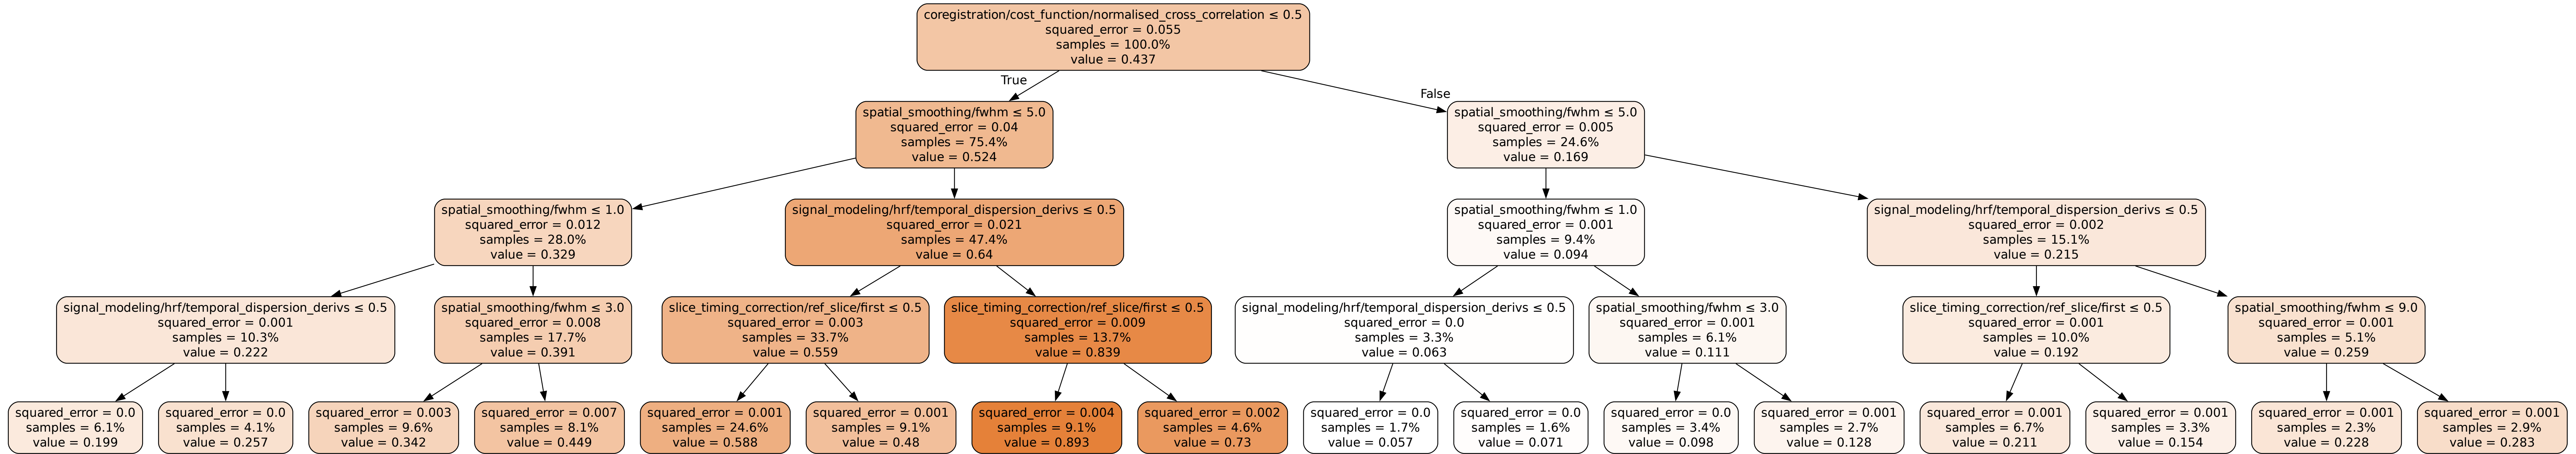 coregistration/cost_function/normalised_cross_correlation ≤ 0.5
squared_error = 0.055
samples = 100.0%
value = 0.437
True
False
spatial_smoothing/fwhm ≤ 5.0
squared_error = 0.04
samples = 75.4%
value = 0.524
spatial_smoothing/fwhm ≤ 5.0
squared_error = 0.005
samples = 24.6%
value = 0.169
spatial_smoothing/fwhm ≤ 1.0
squared_error = 0.012
samples = 28.0%
value = 0.329
signal_modeling/hrf/temporal_dispersion_derivs ≤ 0.5
squared_error = 0.021
samples = 47.4%
value = 0.64
spatial_smoothing/fwhm ≤ 1.0
squared_error = 0.001
samples = 9.4%
value = 0.094
signal_modeling/hrf/temporal_dispersion_derivs ≤ 0.5
squared_error = 0.002
samples = 15.1%
value = 0.215
signal_modeling/hrf/temporal_dispersion_derivs ≤ 0.5
squared_error = 0.001
samples = 10.3%
value = 0.222
spatial_smoothing/fwhm ≤ 3.0
squared_error = 0.008
samples = 17.7%
value = 0.391
slice_timing_correction/ref_slice/first ≤ 0.5
squared_error = 0.003
samples = 33.7%
value = 0.559
slice_timing_correction/ref_slice/first ≤ 0.5
squared_error = 0.009
samples = 13.7%
value = 0.839
signal_modeling/hrf/temporal_dispersion_derivs ≤ 0.5
squared_error = 0.0
samples = 3.3%
value = 0.063
spatial_smoothing/fwhm ≤ 3.0
squared_error = 0.001
samples = 6.1%
value = 0.111
slice_timing_correction/ref_slice/first ≤ 0.5
squared_error = 0.001
samples = 10.0%
value = 0.192
spatial_smoothing/fwhm ≤ 9.0
squared_error = 0.001
samples = 5.1%
value = 0.259
squared_error = 0.0
samples = 6.1%
value = 0.199
squared_error = 0.0
samples = 4.1%
value = 0.257
squared_error = 0.003
samples = 9.6%
value = 0.342
squared_error = 0.007
samples = 8.1%
value = 0.449
squared_error = 0.001
samples = 24.6%
value = 0.588
squared_error = 0.001
samples = 9.1%
value = 0.48
squared_error = 0.004
samples = 9.1%
value = 0.893
squared_error = 0.002
samples = 4.6%
value = 0.73
squared_error = 0.0
samples = 1.7%
value = 0.057
squared_error = 0.0
samples = 1.6%
value = 0.071
squared_error = 0.0
samples = 3.4%
value = 0.098
squared_error = 0.001
samples = 2.7%
value = 0.128
squared_error = 0.001
samples = 6.7%
value = 0.211
squared_error = 0.001
samples = 3.3%
value = 0.154
squared_error = 0.001
samples = 2.3%
value = 0.228
squared_error = 0.001
samples = 2.9%
value = 0.283